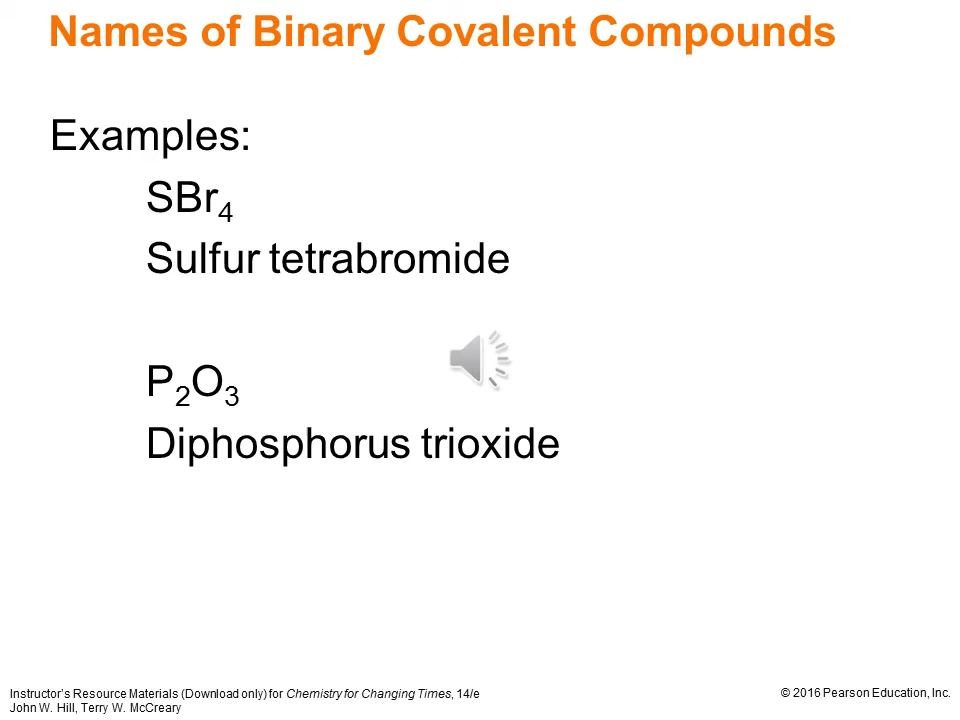 Names of Binary Covalent Compounds
Examples:
SBr₄
Sulfur tetrabromide
P₂O₃
Diphosphorus trioxide
Instructor's Resource Materials (Download only) for Chemistry for Changing Times, 14/e
John W. Hill, Terry W. McCreary
© 2016 Pearson Education, Inc.